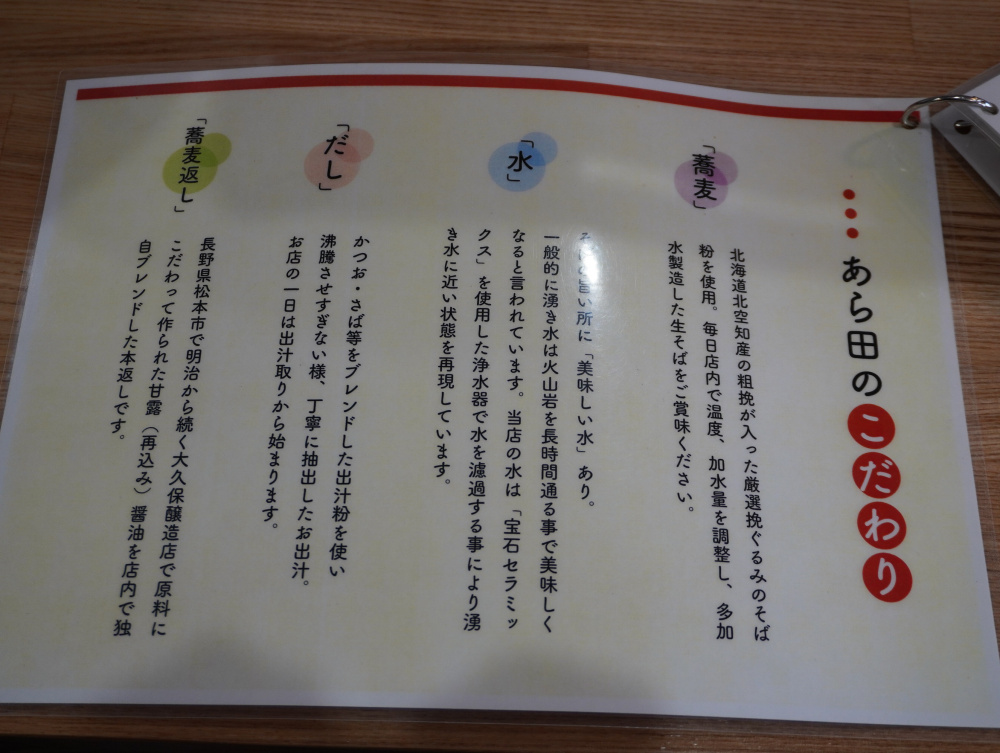 あら田のこだわり
「蕎麦」
北海道北空知産の粗挽が入った厳選挽ぐるみのそば
粉を使用。毎日店内で温度、加水量を調整し、多加
水製造した生そばをご賞味ください。
「水」
旨い所に「美味しい水」あり。
一般的に湧き水は火山岩を長時間通る事で美味しく
なると言われています。当店の水は「宝石セラミッ
クス」を使用した浄水器で水を濾過する事により湧
き水に近い状態を再現しています。
「だし」
かつお・さば等をブレンドした出汁粉を使い
沸騰させすぎない様、丁寧に抽出したお出汁。
お店の一日は出汁取りから始まります。
「蕎麦返し」
長野県松本市で明治から続く大久保醸造店で原料に
こだわって作られた甘露（再込み）醤油を店内で独
自ブレンドした本返しです。